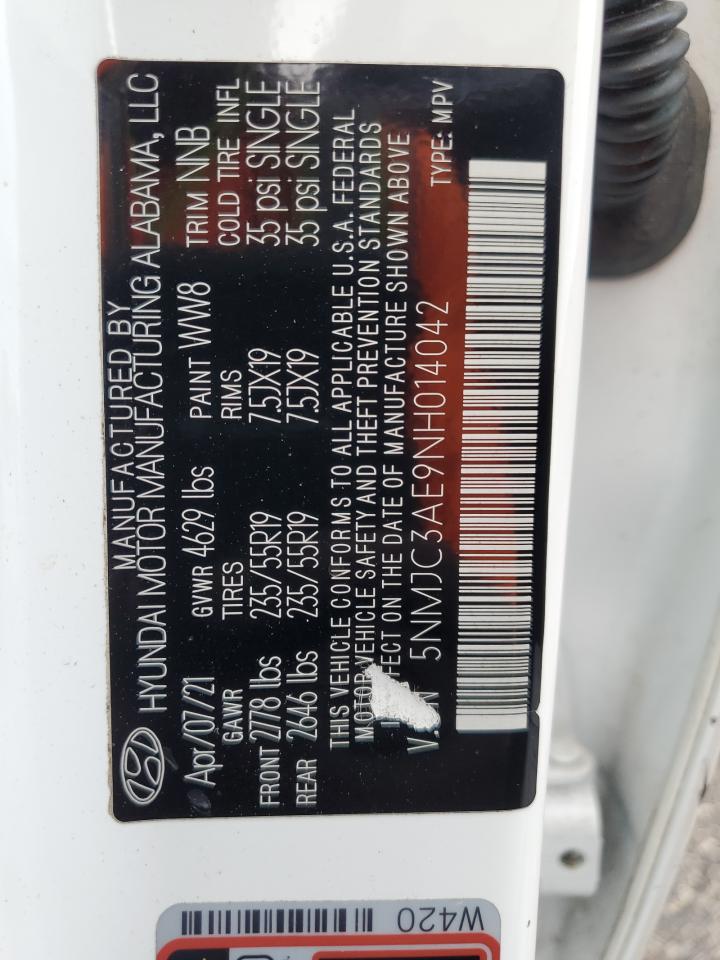 MANUFACTURED BY
HYUNDAI MOTOR MANUFACTURING ALABAMA, LLC
Apr/07/21 GVWR 4629 lbs PAINT WW8 TRIM NNB
GAWR TIRES RIMS COLD TIRE INFL
FRONT 2778 lbs 235/55R19 7.5JX19 35 psi SINGLE
REAR 2646 lbs 235/55R19 7.5JX19 35 psi SINGLE
THIS VEHICLE CONFORMS TO ALL APPLICABLE U.S.A. FEDERAL
MOTOR VEHICLE SAFETY AND THEFT PREVENTION STANDARDS
EFFECT ON THE DATE OF MANUFACTURE SHOWN ABOVE
5NMJC3AE9NH014042 TYPE: MPV
W420